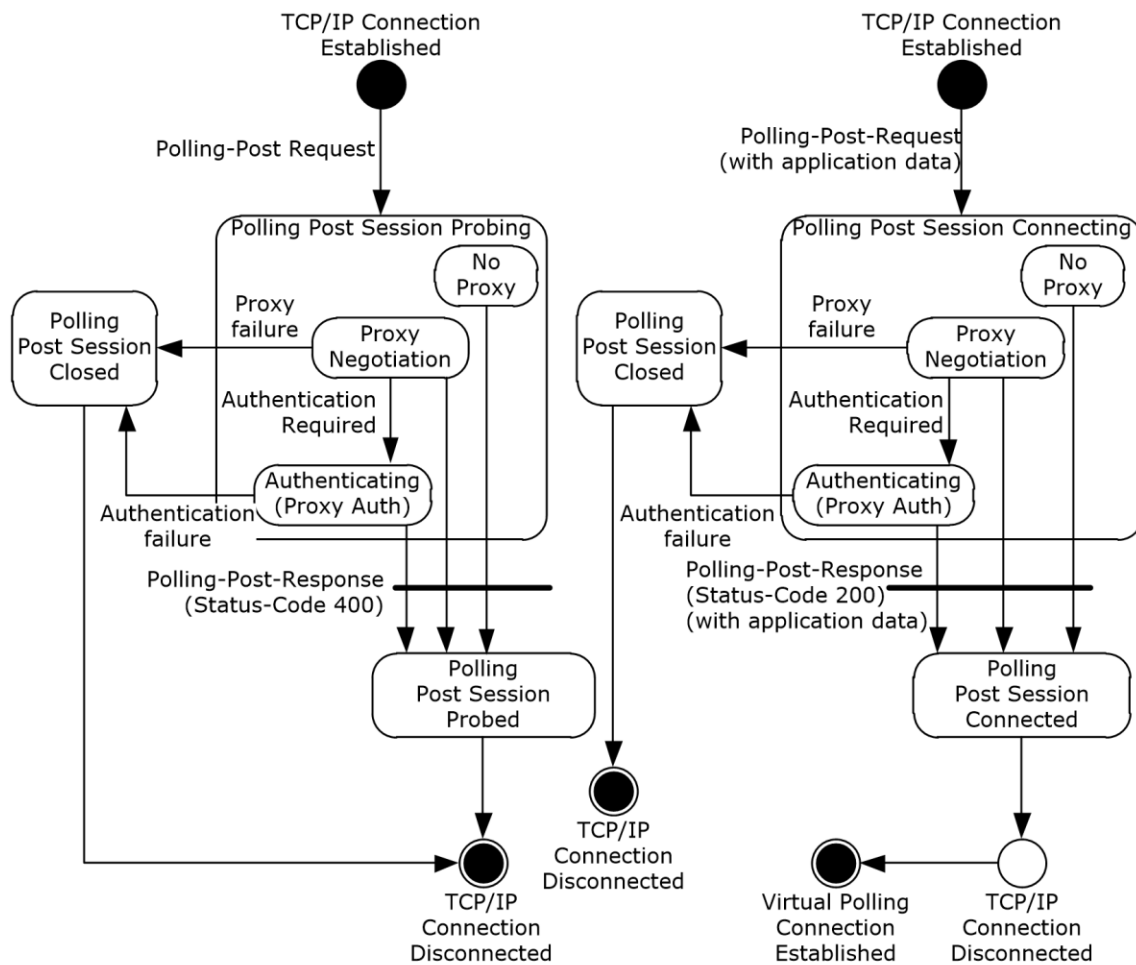 TCP/IP Connection
Established
Polling-Post Request
Polling Post Session Probing
No
Proxy
Proxy
failure
Polling
Post Session
Closed
Proxy
Negotiation
Authentication
Required
Authenticating
(Proxy Auth)
Authentication
failure
Polling-Post-Response
(Status-Code 400)
Polling
Post Session
Probed
TCP/IP
Connection
Disconnected
TCP/IP Connection
Established
Polling-Post-Request
(with application data)
Polling Post Session Connecting
No
Proxy
Proxy
failure
Polling
Post Session
Closed
Proxy
Negotiation
Authentication
Required
Authenticating
(Proxy Auth)
Authentication
failure
Polling-Post-Response
(Status-Code 200)
(with application data)
Polling
Post Session
Connected
TCP/IP
Connection
Disconnected
Virtual Polling
Connection
Established
TCP/IP
Connection
Disconnected